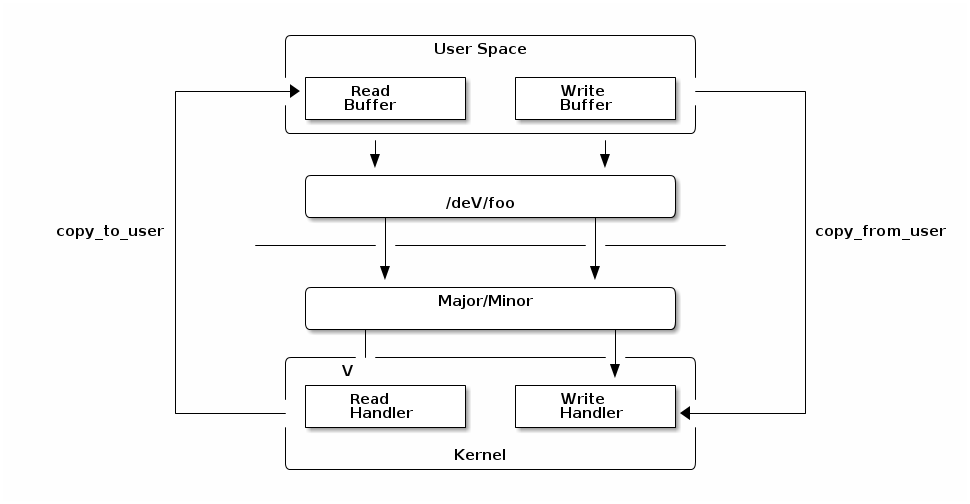 User Space
Read
Buffer
Write
Buffer
/deV/foo
copy_to_user
copy_from_user
Major/Minor
V
Read
Handler
Write
Handler
Kernel